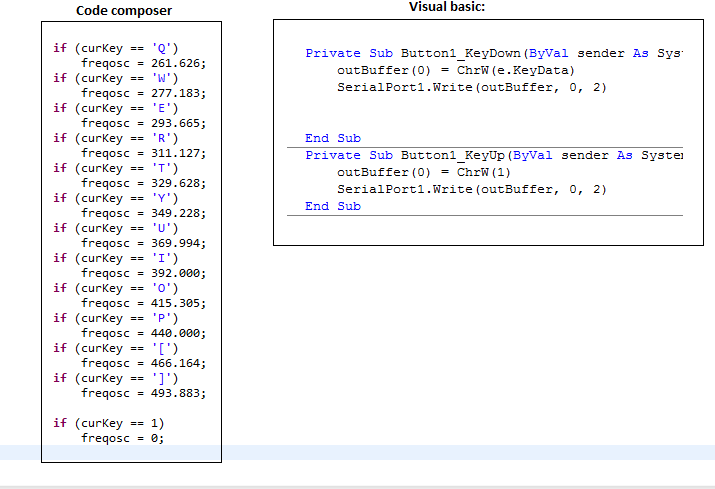 Code composer
if (curKey == 'Q')
freqosc = 261.626;
if (curKey == 'W')
freqosc = 277.183;
if (curKey == 'E')
freqosc = 293.665;
if (curKey == 'R')
freqosc = 311.127;
if (curKey == 'T')
freqosc = 329.628;
if (curKey == 'Y')
freqosc = 349.228;
if (curKey == 'U')
freqosc = 369.994;
if (curKey == 'I')
freqosc = 392.000;
if (curKey == 'O')
freqosc = 415.305;
if (curKey == 'P')
freqosc = 440.000;
if (curKey == '[')
freqosc = 466.164;
if (curKey == ']')
freqosc = 493.883;
if (curKey == 1)
freqosc = 0;
Visual basic:
Private Sub Button1_KeyDown(ByVal sender As Sys
outBuffer(0) = ChrW(e.KeyData)
SerialPort1.Write(outBuffer, 0, 2)
End Sub
Private Sub Button1_KeyUp(ByVal sender As System
outBuffer(0) = ChrW(1)
SerialPort1.Write(outBuffer, 0, 2)
End Sub